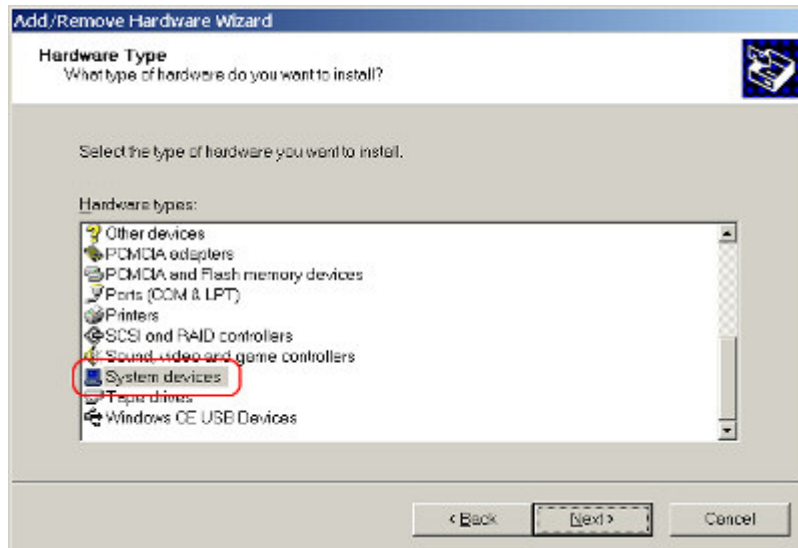 Add/Remove Hardware Wizard
Hardware Type
What type of hardware do you want to install?
Select the type of hardware you want to install.
Hardware types:
Other devices
PCMCIA adapters
PCMCIA and Flash memory devices
Ports (COM & LPT)
Printers
SCSI and RAID controllers
Sound, video and game controllers
System devices
Tape drives
Windows CE USB Devices
< Back
Next >
Cancel